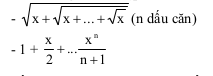 - √(x + √(x + ... + √x)) (n dấu căn)
- 1 + x/2 + ... xⁿ/(n + 1)